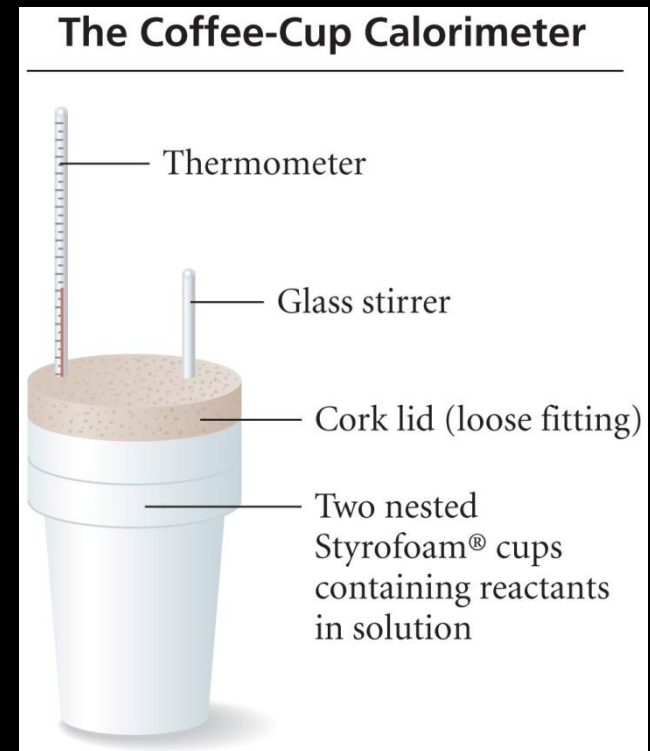 The Coffee-Cup Calorimeter
Thermometer
Glass stirrer
Cork lid (loose fitting)
Two nested
Styrofoam® cups
containing reactants
in solution